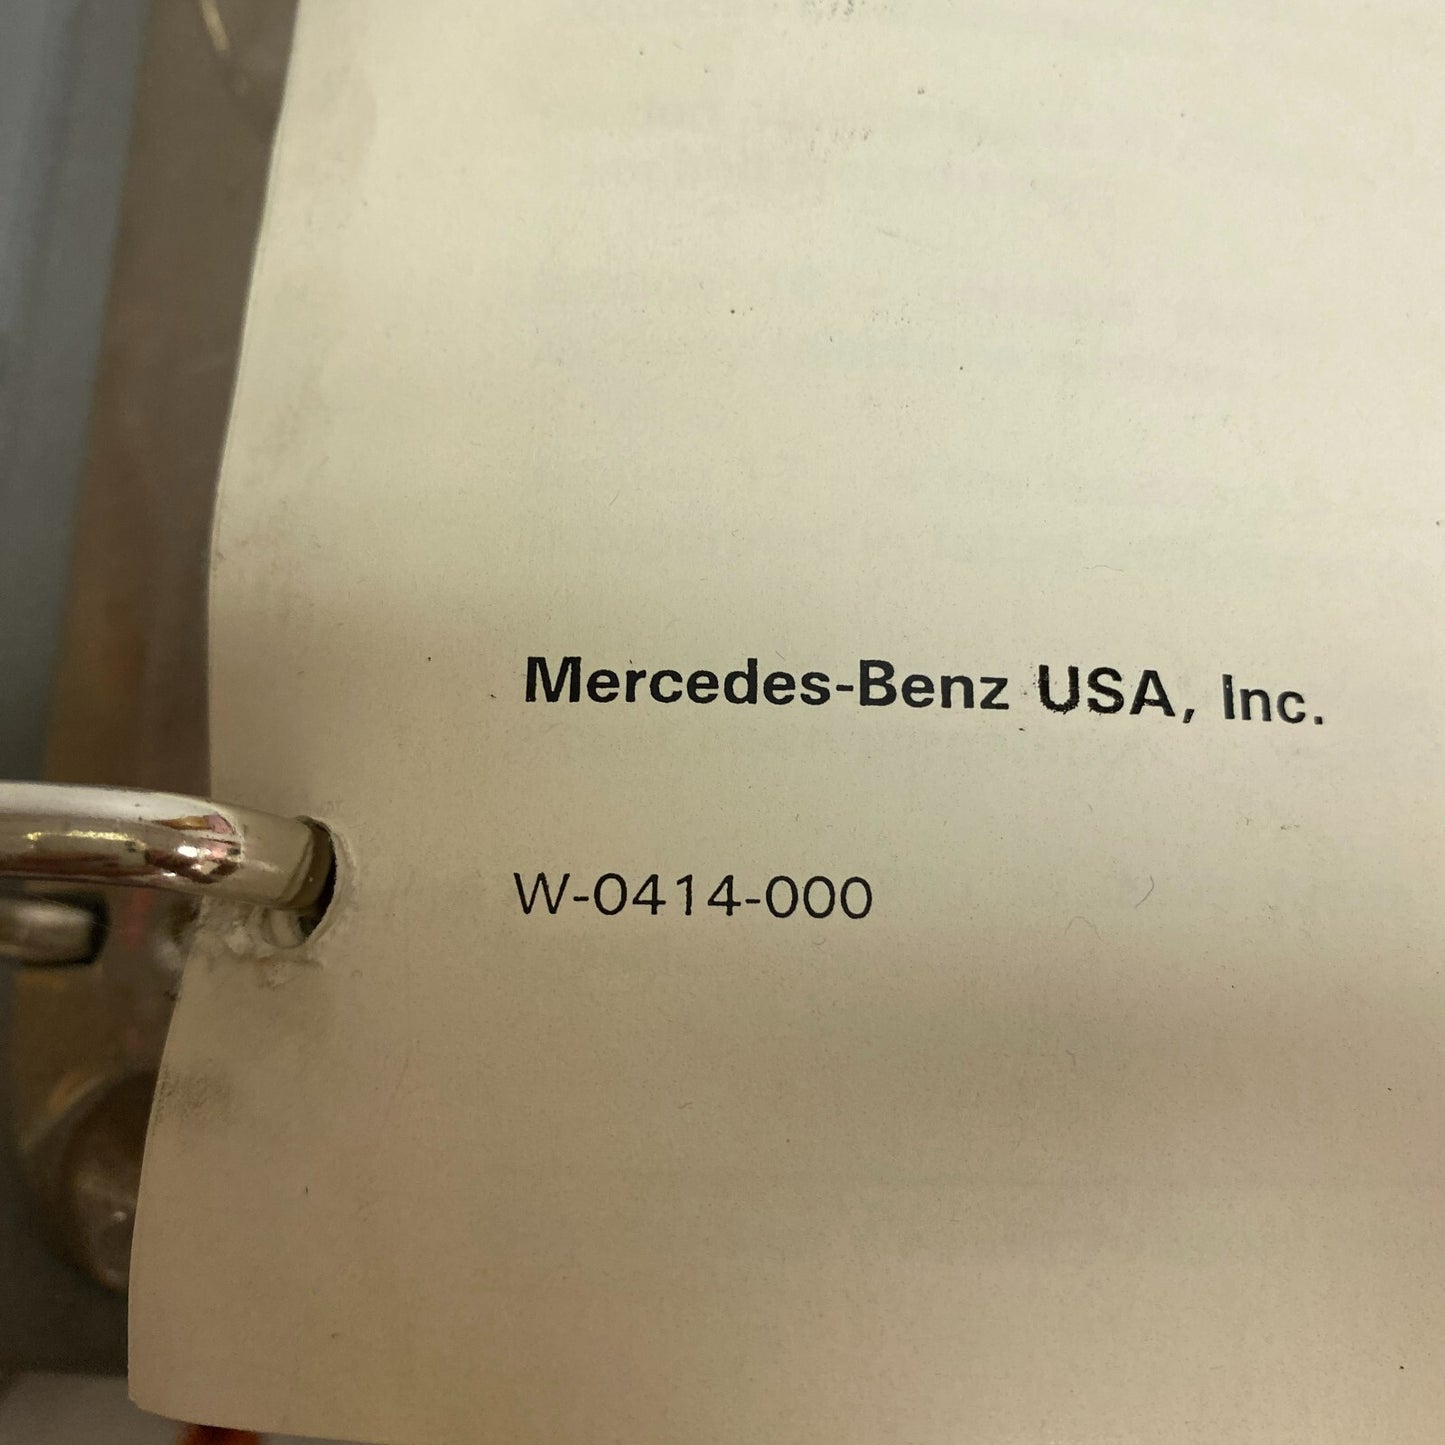 Mercedes-Benz USA, Inc.
W-0414-000